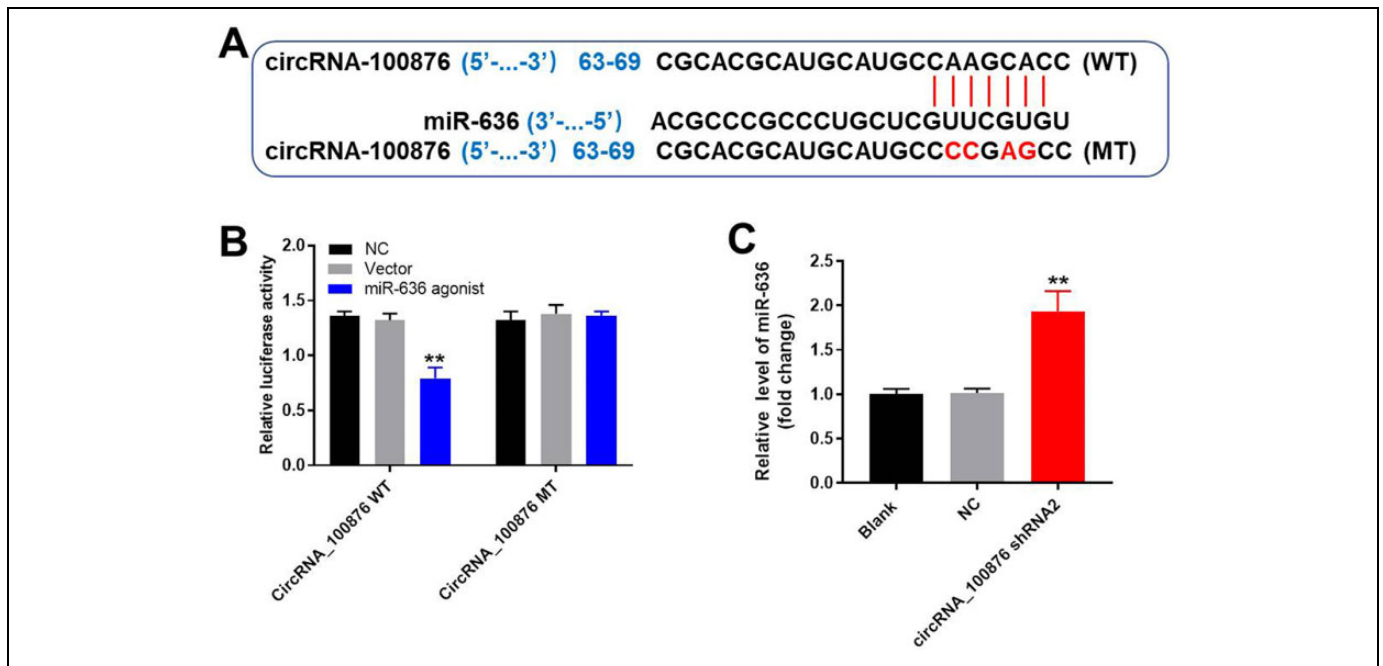 A
circRNA-100876 (5’-...-3’) 63-69 CGCACGCAUGCAUGCCAAGCACC (WT)
miR-636 (3’-...-5’) ACGCCCGCCCUGCUCGUUCGUGU
circRNA-100876 (5’-...-3’) 63-69 CGCACGCAUGCAUGCCCCGAGCC (MT)
B
NC
Vector
miR-636 agonist
Relative luciferase activity
2.0
1.5
1.0
0.5
0.0
**
CircRNA_100876 WT
CircRNA_100876 MT
C
Relative level of miR-636
(fold change)
2.5
2.0
1.5
1.0
0.5
0.0
**
Blank
NC
circRNA_100876 shRNA2